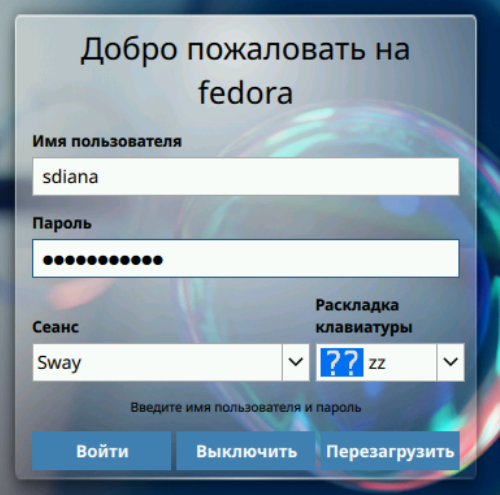 Добро пожаловать на
fedora
Имя пользователя
sdiana
Пароль
●●●●●●●●●●●
Сеанс
Раскладка
клавиатуры
Sway
?? zz
Введите имя пользователя и пароль
Войти
Выключить
Перезагрузить